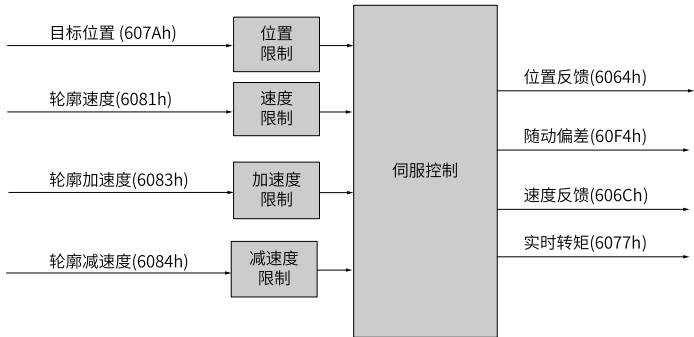 目标位置 (607Ah)
位置
限制
轮廓速度(6081h)
速度
限制
轮廓加速度(6083h)
加速度
限制
轮廓减速度(6084h)
减速度
限制
伺服控制
位置反馈(6064h)
随动偏差(60F4h)
速度反馈(606Ch)
实时转矩(6077h)